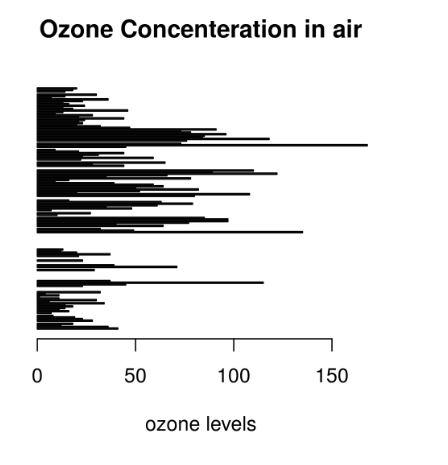 Ozone Concenteration in air
0 50 100 150
ozone levels